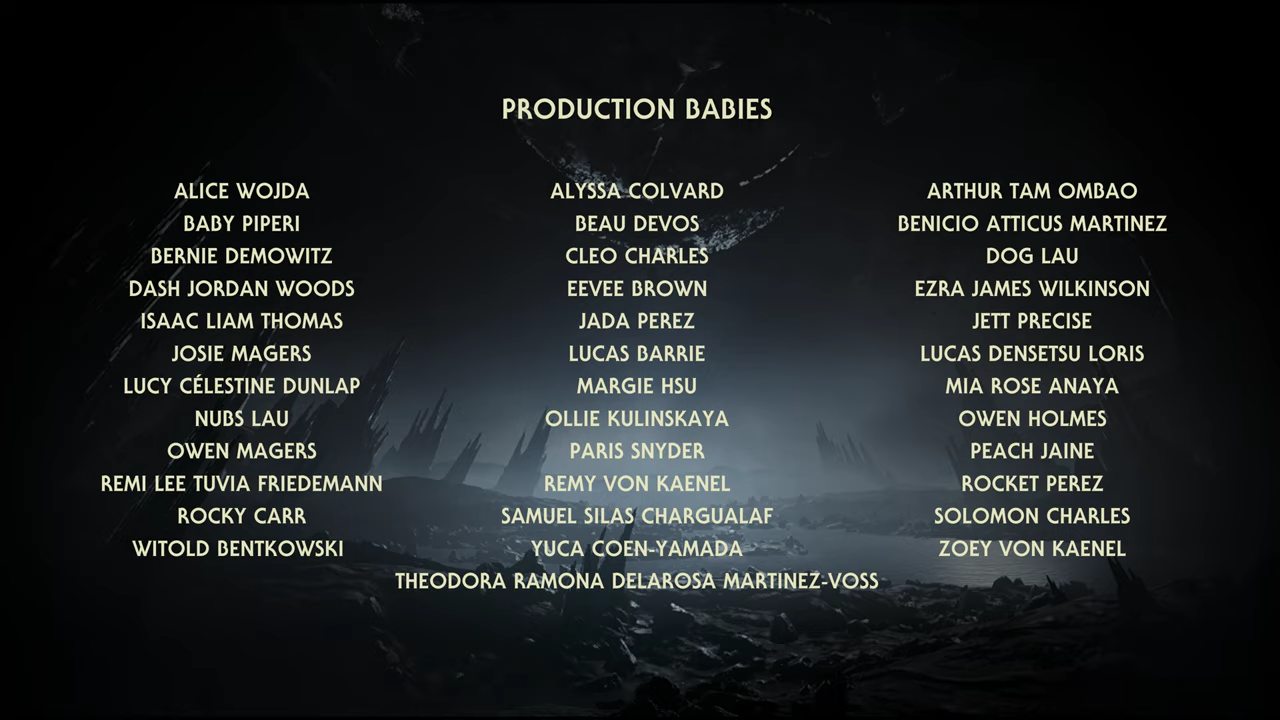 PRODUCTION BABIES
ALICE WOJDA ALYSSA COLVARD ARTHUR TAM OMBAO
BABY PIPERI BEAU DEVOS BENICIO ATTICUS MARTINEZ
BERNIE DEMOWITZ CLEO CHARLES DOG LAU
DASH JORDAN WOODS EEVEE BROWN EZRA JAMES WILKINSON
ISAAC LIAM THOMAS JADA PEREZ JETT PRECISE
JOSIE MAGERS LUCAS BARRIE LUCAS DENSETSU LORIS
LUCY CÉLESTINE DUNLAP MARGIE HSU MIA ROSE ANAYA
NUBS LAU OLLIE KULINSKAYA OWEN HOLMES
OWEN MAGERS PARIS SNYDER PEACH JAINE
REMI LEE TUVIA FRIEDEMANN REMY VON KAENEL ROCKET PEREZ
ROCKY CARR SAMUEL SILAS CHARGUALAF SOLOMON CHARLES
WITOLD BENTKOWSKI YUCA COEN-YAMADA ZOEY VON KAENEL
THEODORA RAMONA DELAROSA MARTINEZ-VOSS